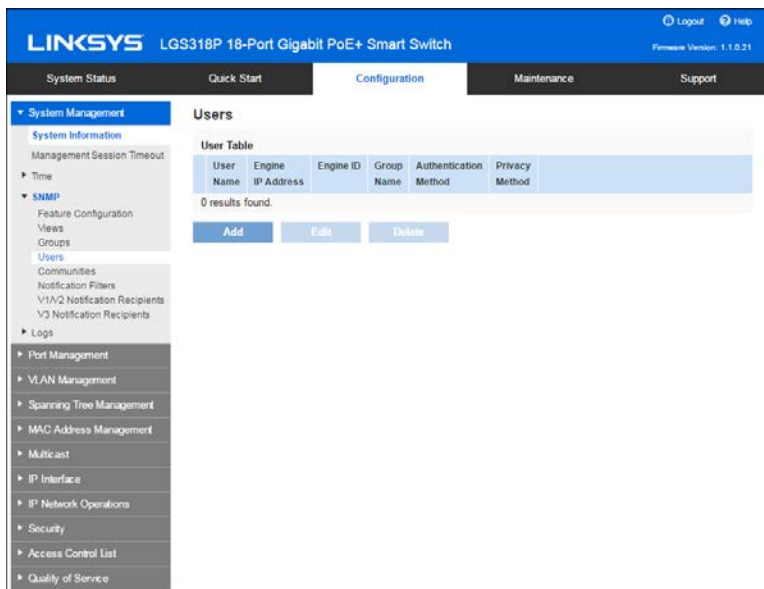 Logout Help
LINKSYS LGS318P 18-Port Gigabit PoE+ Smart Switch
Firmware Version: 1.1.0.21
System Status Quick Start Configuration Maintenance Support
System Management
System Information
Management Session Timeout
Time
SNMP
Feature Configuration
Views
Groups
Users
Communities
Notification Filters
V1/V2 Notification Recipients
V3 Notification Recipients
Logs
Port Management
VLAN Management
Spanning Tree Management
MAC Address Management
Multicast
IP Interface
IP Network Operations
Security
Access Control List
Quality of Service
Users
User Table
User Name Engine IP Address Engine ID Group Name Authentication Method Privacy Method
0 results found.
Add Edit Delete